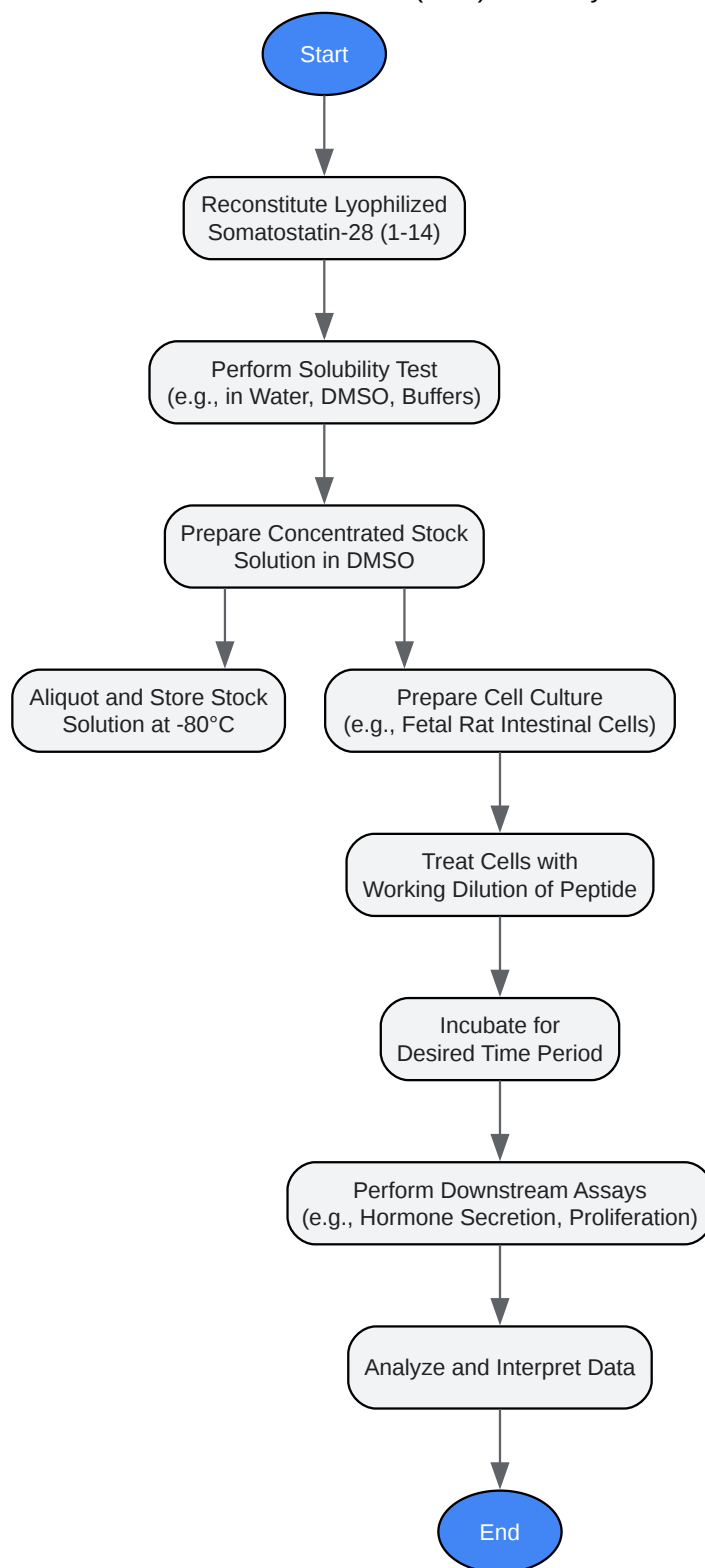 Start
Reconstitute Lyophilized
Somatostatin-28 (1-14)
Perform Solubility Test
(e.g., in Water, DMSO, Buffers)
Prepare Concentrated Stock
Solution in DMSO
Aliquot and Store Stock
Solution at -80°C
Prepare Cell Culture
(e.g., Fetal Rat Intestinal Cells)
Treat Cells with
Working Dilution of Peptide
Incubate for
Desired Time Period
Perform Downstream Assays
(e.g., Hormone Secretion, Proliferation)
Analyze and Interpret Data
End